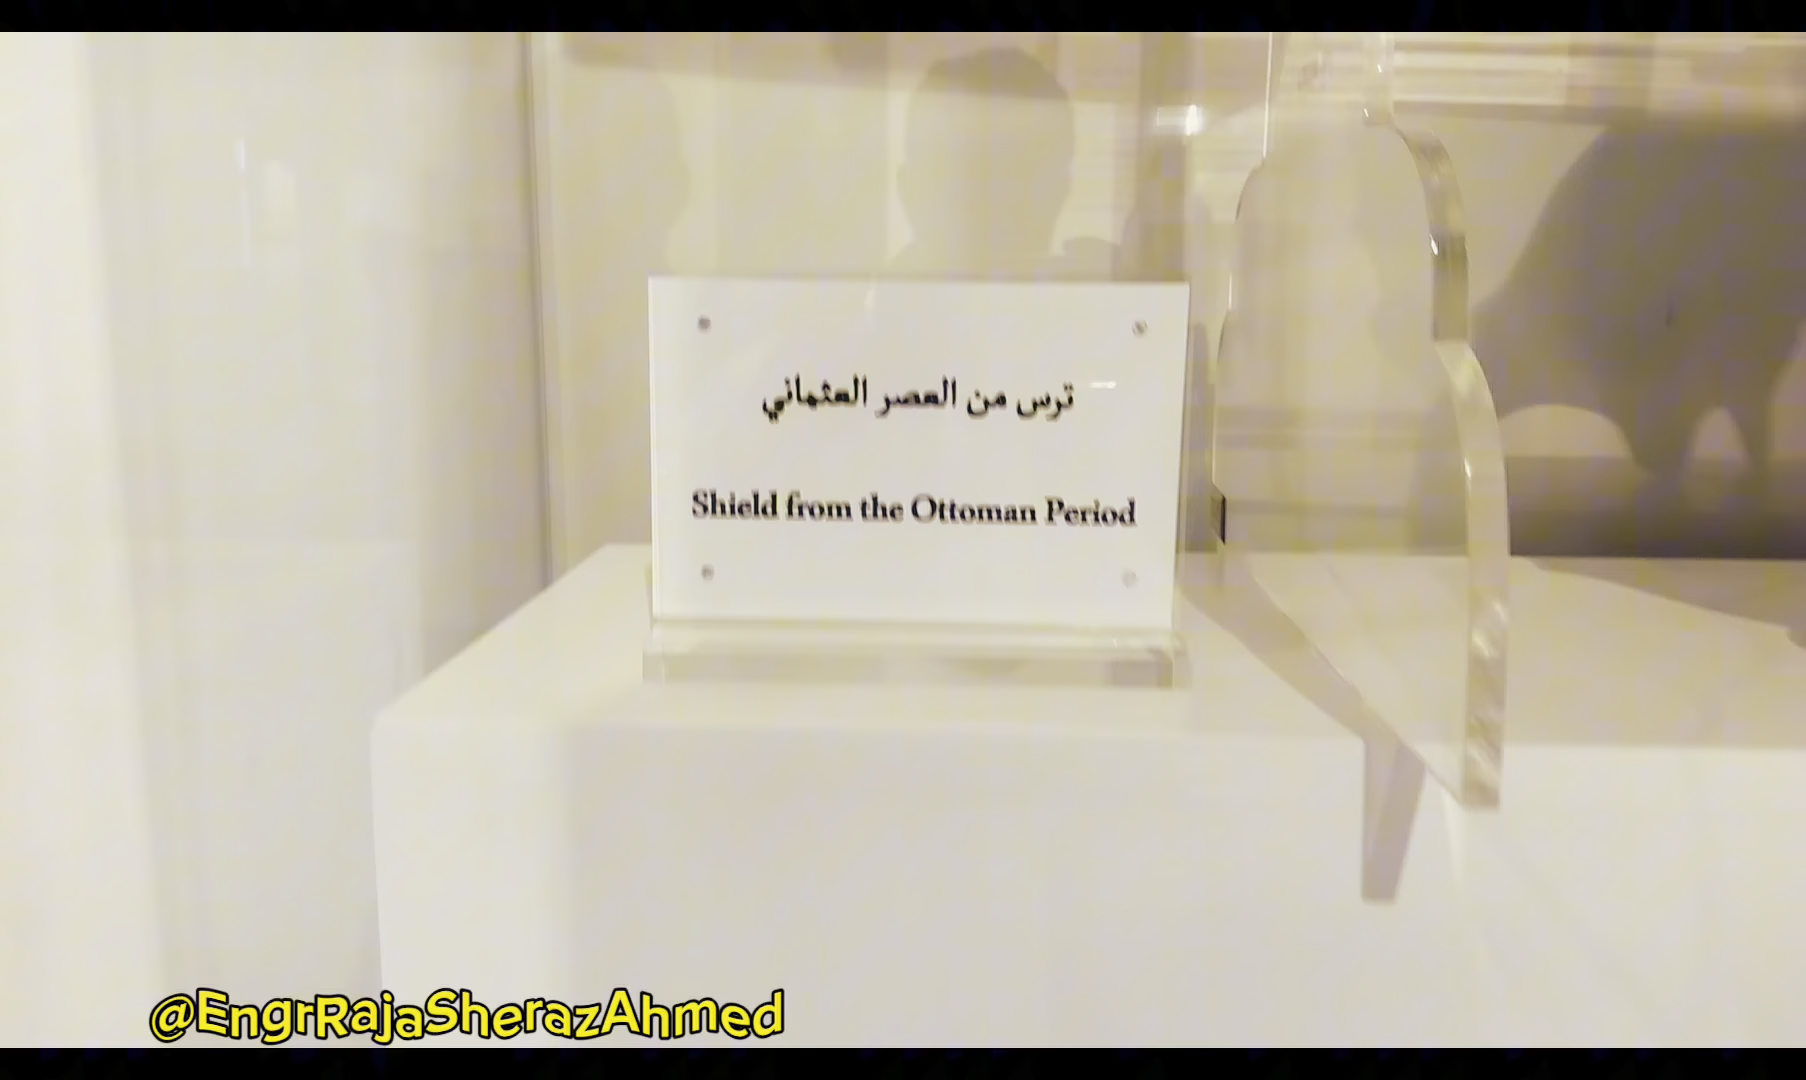 ترس من العصر العثماني
Shield from the Ottoman Period
@EngrRajaSherazAhmed